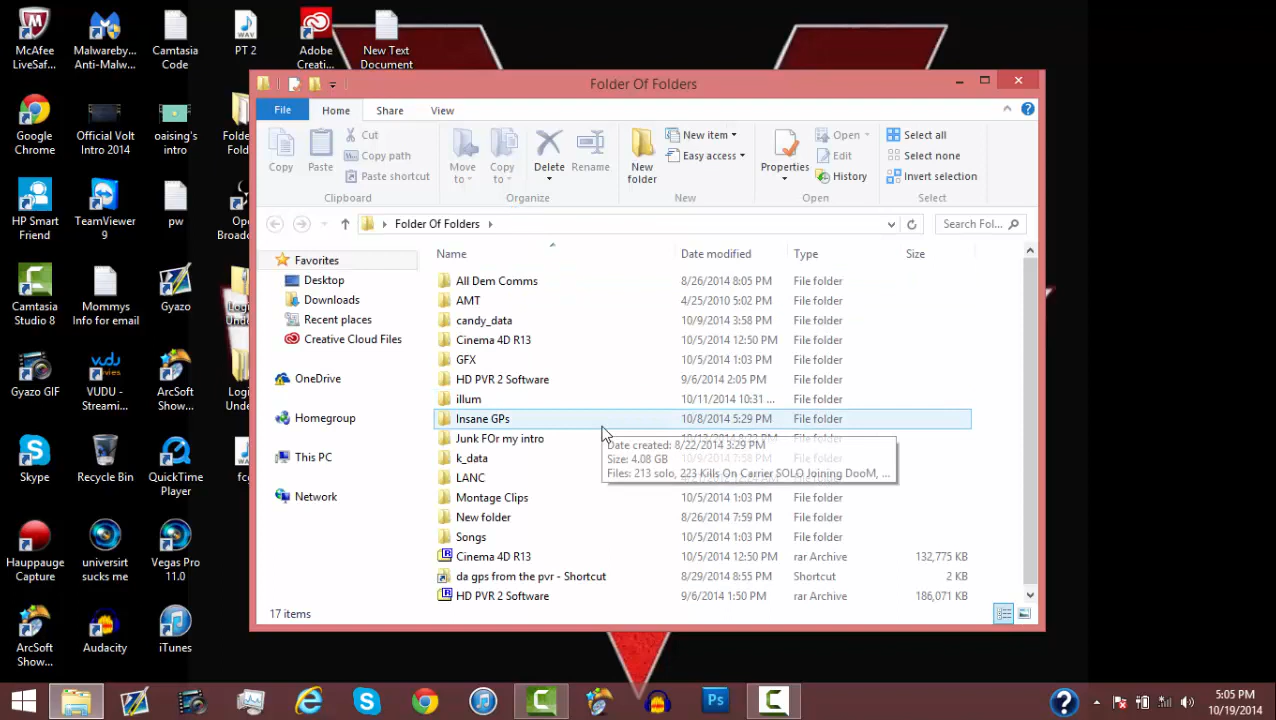 McAfee LiveSaf...
Malwareby... Anti-Malw...
Camtasia Code
PT 2
Adobe Creati...
New Text Document
Google Chrome
Official Volt Intro 2014
oaising's intro
HP Smart Friend
TeamViewer 9
pw
Camtasia Studio 8
Mommys Info for email
Gyazo
Gyazo GIF
VUDU - Streami...
ArcSoft Show...
Skype
Recycle Bin
QuickTime Player
Hauppauge Capture
universirt sucks me
Vegas Pro 11.0
ArcSoft Show...
Audacity
iTunes
Folder Of Folders
File Home Share View
Copy
Paste
Cut
Copy path
Paste shortcut
Clipboard
Move to
Copy to
Delete
Rename
Organize
New folder
New item
Easy access
New
Properties
Open
Edit
History
Open
Select all
Select none
Invert selection
Select
Folder Of Folders
Search Fol...
Favorites
Desktop
Downloads
Recent places
Creative Cloud Files
OneDrive
Homegroup
This PC
Network
Name Date modified Type Size
All Dem Comms 8/26/2014 8:05 PM File folder
AMT 4/25/2010 5:02 PM File folder
candy_data 10/9/2014 3:58 PM File folder
Cinema 4D R13 10/5/2014 12:50 PM File folder
GFX 10/5/2014 1:03 PM File folder
HD PVR 2 Software 9/6/2014 2:05 PM File folder
illum 10/11/2014 10:31 ... File folder
Insane GPs 10/8/2014 5:29 PM File folder
Junk FOr my intro
k_data
LANC
Date created: 8/22/2014 3:29 PM
Size: 4.08 GB
Files: 213 solo, 223 Kills On Carrier SOLO Joining DooM, ...
Montage Clips 10/5/2014 1:03 PM File folder
New folder 8/26/2014 7:59 PM File folder
Songs 10/5/2014 1:03 PM File folder
Cinema 4D R13 10/5/2014 12:50 PM rar Archive 132,775 KB
da gps from the pvr - Shortcut 8/29/2014 8:55 PM Shortcut 2 KB
HD PVR 2 Software 9/6/2014 1:50 PM rar Archive 186,071 KB
17 items
5:05 PM
10/19/2014